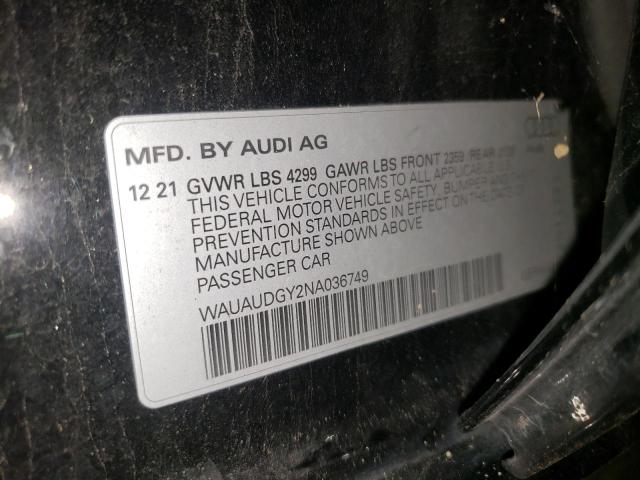 MFD. BY AUDI AG
12 21 GVWR LBS 4299 GAWR LBS FRONT 2359 REAR
THIS VEHICLE CONFORMS TO ALL APPLICABLE
FEDERAL MOTOR VEHICLE SAFETY, BUMPER AND THEFT
PREVENTION STANDARDS IN EFFECT ON THE DATE OF
MANUFACTURE SHOWN ABOVE
PASSENGER CAR
WAUAUDGY2NA036749